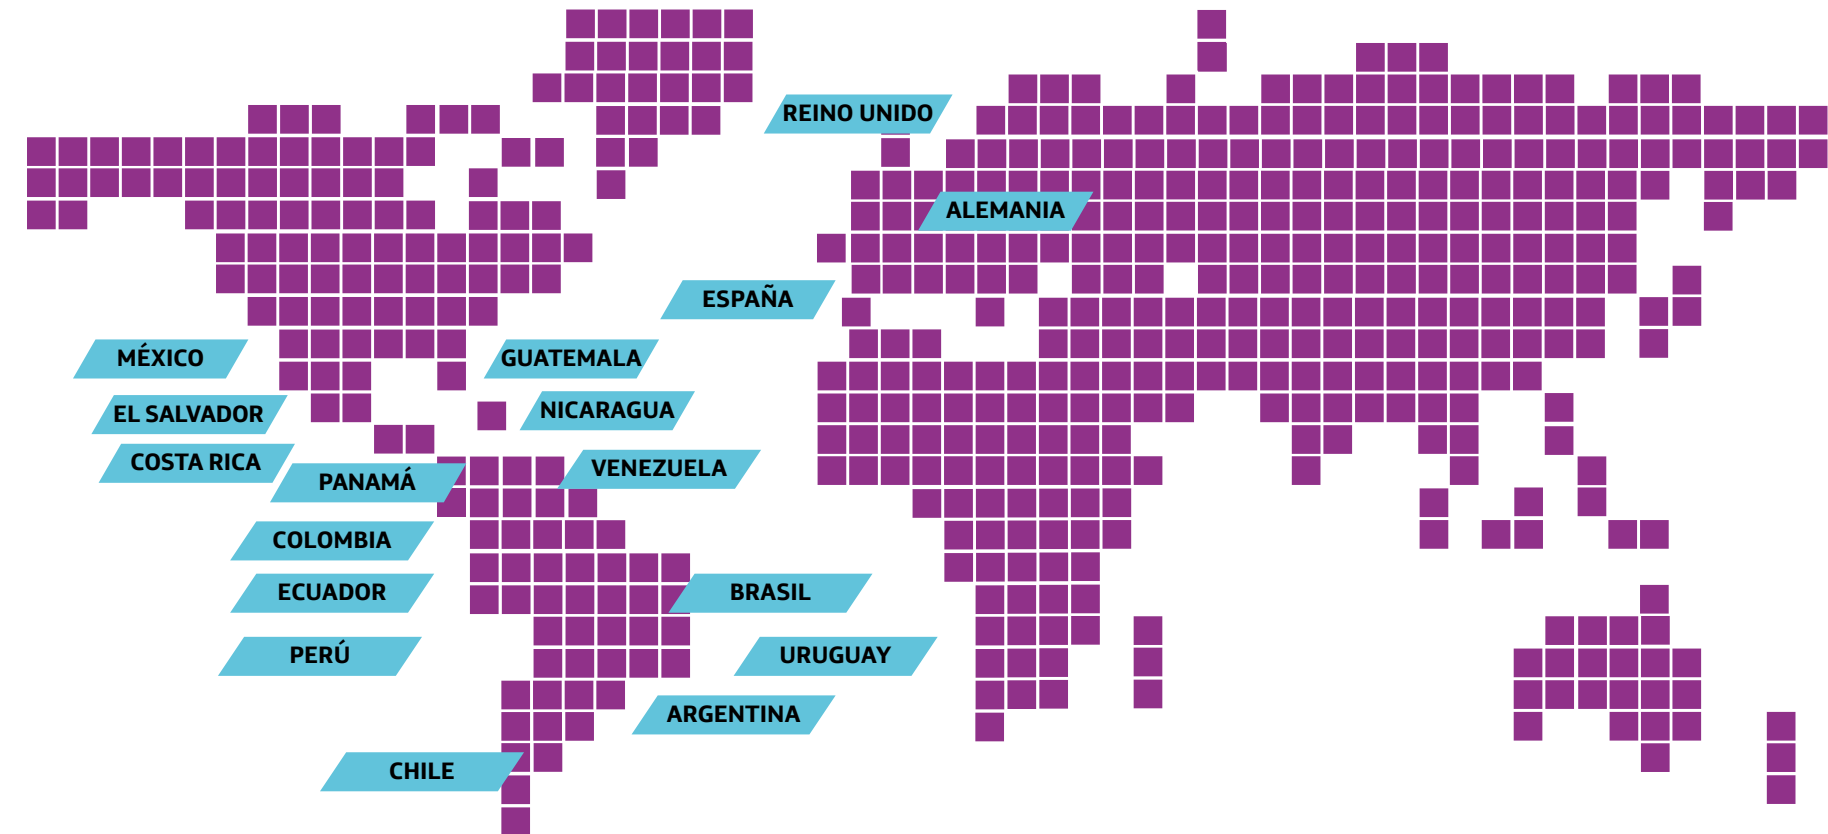 REINO UNIDO
ALEMANIA
ESPAÑA
MÉXICO
GUATEMALA
EL SALVADOR
NICARAGUA
COSTA RICA
PANAMÁ
VENEZUELA
COLOMBIA
ECUADOR
BRASIL
PERÚ
URUGUAY
ARGENTINA
CHILE